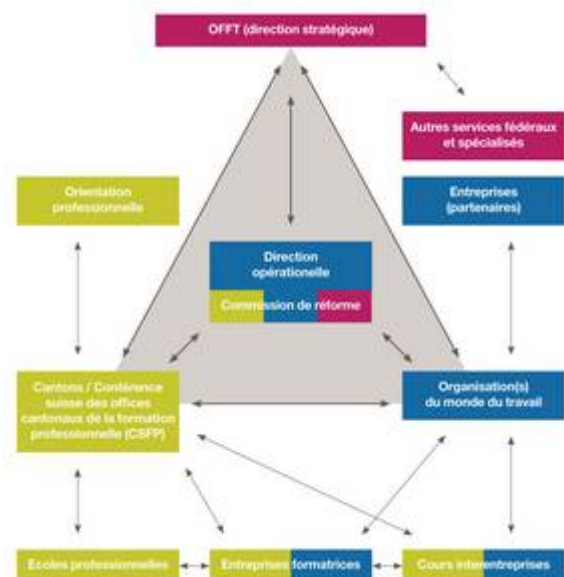 OFFT (direction stratégique)
Autres services fédéraux
et spécialisés
Orientation
professionnelle
Entreprises
(partenaires)
Direction
opérationelle
Commission de réforme
Cantons / Conférence
suisse des offices
cantonaux de la formation
professionnelle (CSFP)
Organisation(s)
du monde du travail
Ecoles professionnelles
Entreprises formatrices
Cours interentreprises